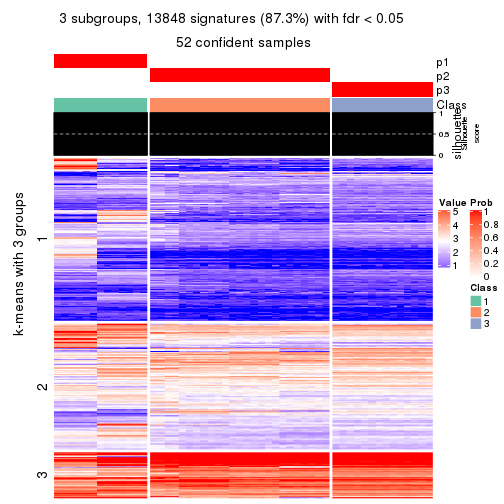 3 subgroups, 13848 signatures (87.3%) with fdr < 0.05
52 confident samples
p1
p2
p3
Class
1
0.5
0
silhouette
Silhouette
score
k-means with 3 groups
1
2
3
Value
5
4
3
2
1
Prob
1
0.8
0.6
0.4
0.2
0
Class
1
2
3